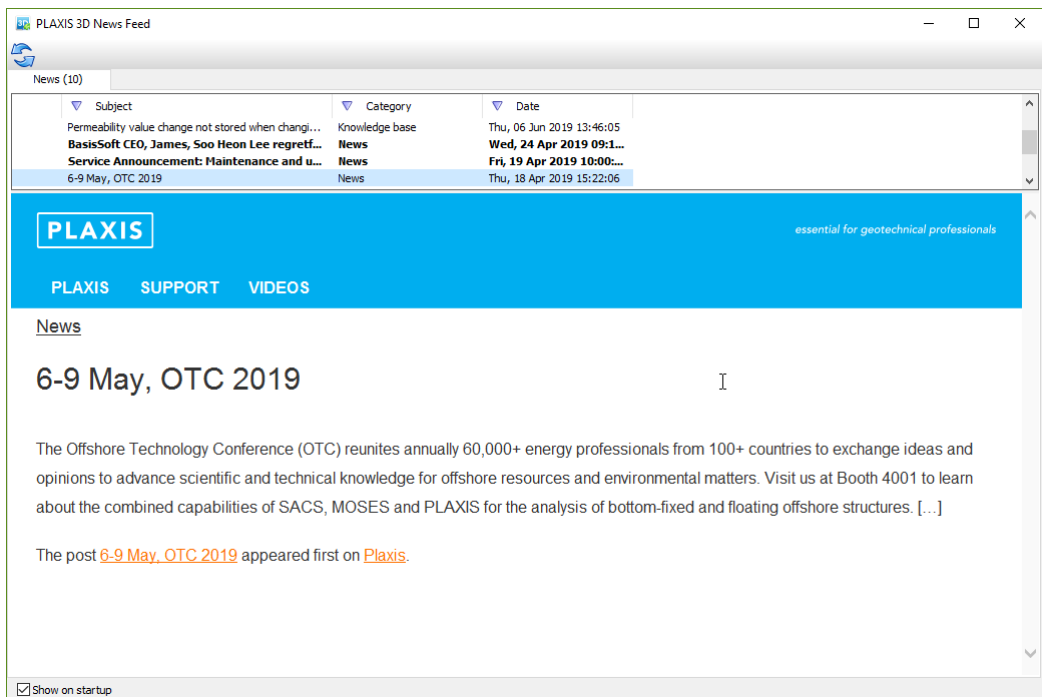 PLAXIS 3D News Feed
News (10)
Subject Category Date
Permeability value change not stored when changi... Knowledge base Thu, 06 Jun 2019 13:46:05
BasisSoft CEO, James, Soo Heon Lee regretf... News Wed, 24 Apr 2019 09:1...
Service Announcement: Maintenance and u... News Fri, 19 Apr 2019 10:00:...
6-9 May, OTC 2019 News Thu, 18 Apr 2019 15:22:06
PLAXIS essential for geotechnical professionals
PLAXIS SUPPORT VIDEOS
News
6-9 May, OTC 2019
The Offshore Technology Conference (OTC) reunites annually 60,000+ energy professionals from 100+ countries to exchange ideas and
opinions to advance scientific and technical knowledge for offshore resources and environmental matters. Visit us at Booth 4001 to learn
about the combined capabilities of SACS, MOSES and PLAXIS for the analysis of bottom-fixed and floating offshore structures. […]
The post 6-9 May, OTC 2019 appeared first on Plaxis.
Show on startup